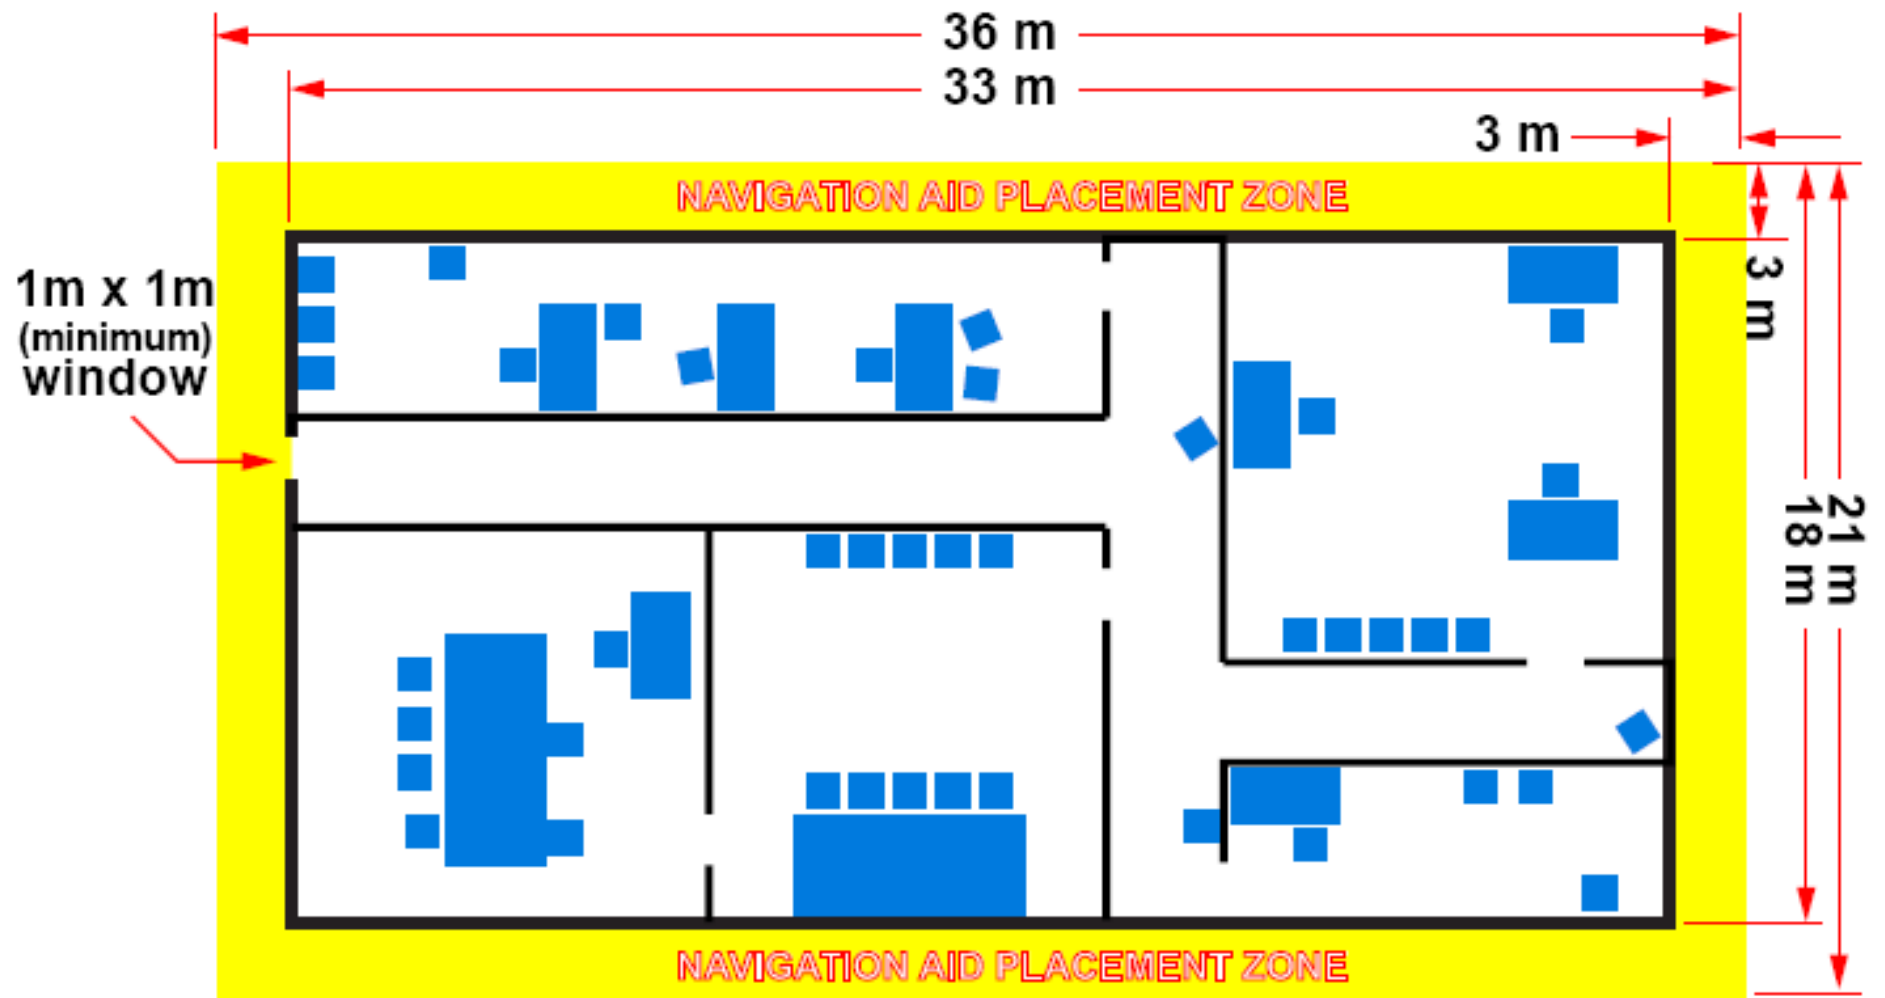 36 m
33 m
3 m
NAVIGATION AID PLACEMENT ZONE
1m x 1m
(minimum)
window
3 m
18 m
21 m
NAVIGATION AID PLACEMENT ZONE